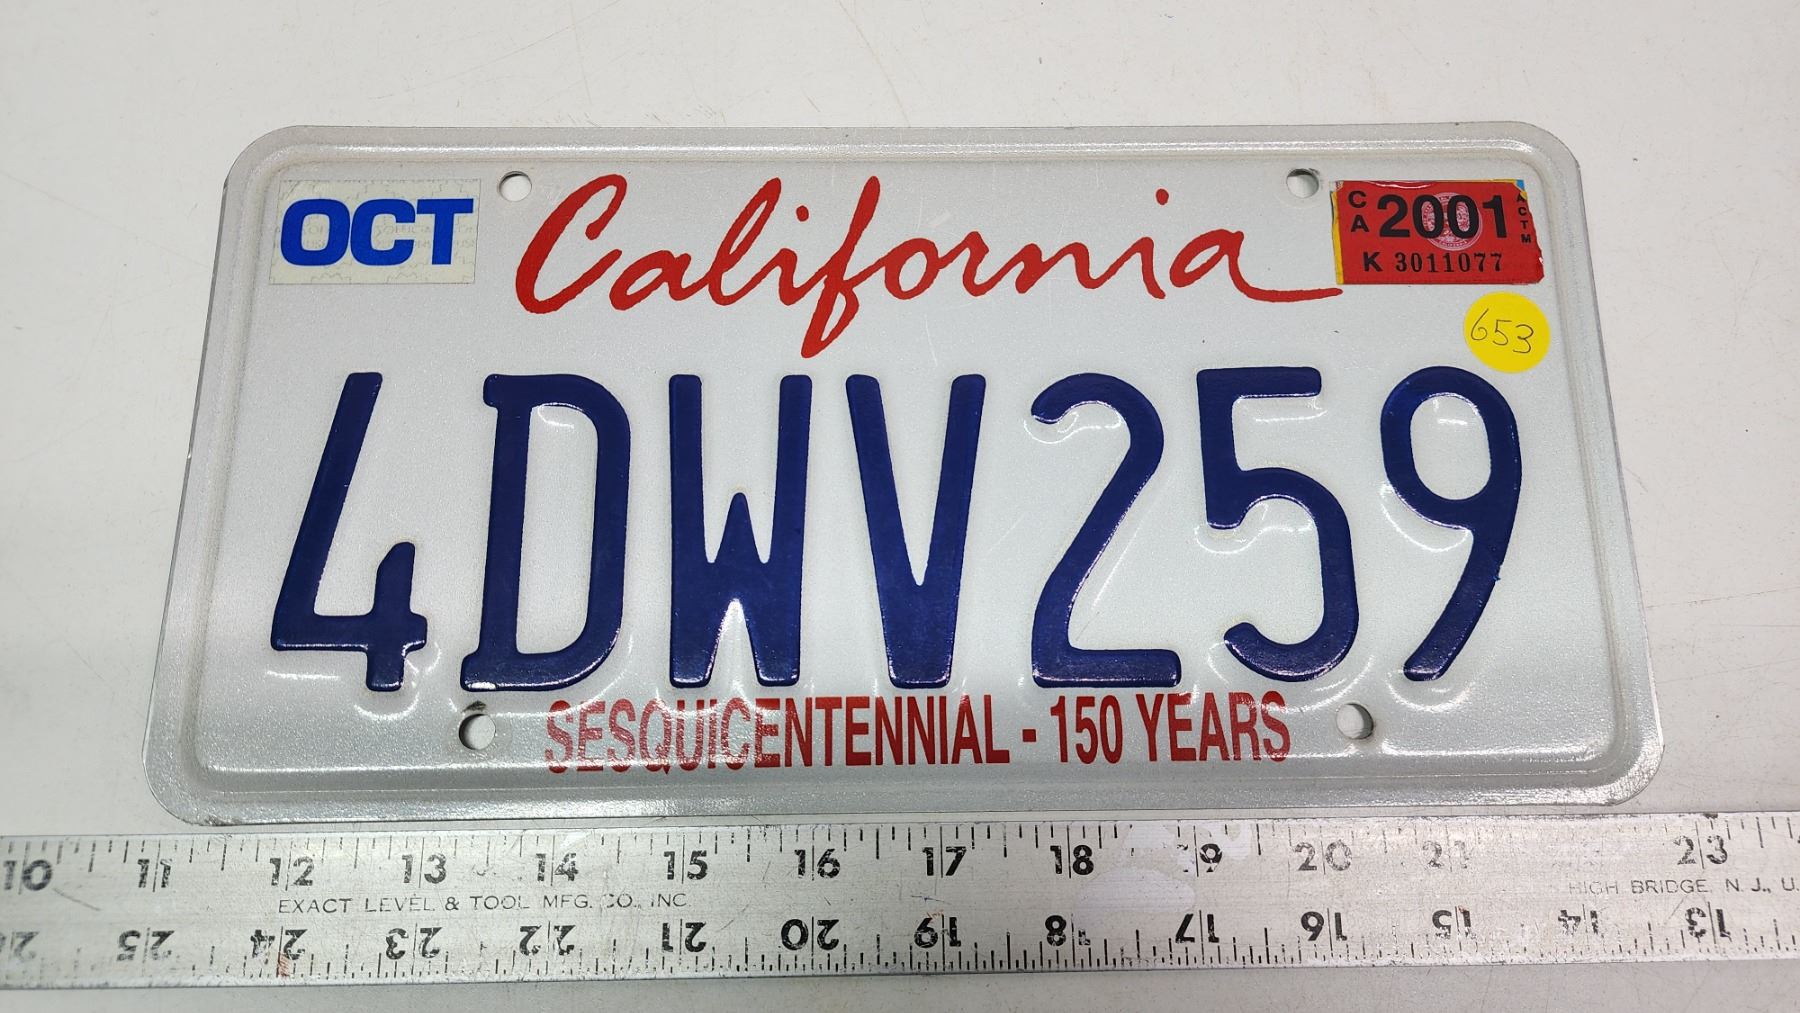 OCT
California
CA 2001 ACTM
K 3011077
653
4DWV259
SESQUICENTENNIAL - 150 YEARS
10 11 12 13 14 15 16 17 18 19 20 21 23
EXACT LEVEL & TOOL MFG. CO., INC. HIGH BRIDGE, N. J., U.
25 24 23 22 21 20 19 18 17 16 15 14 13